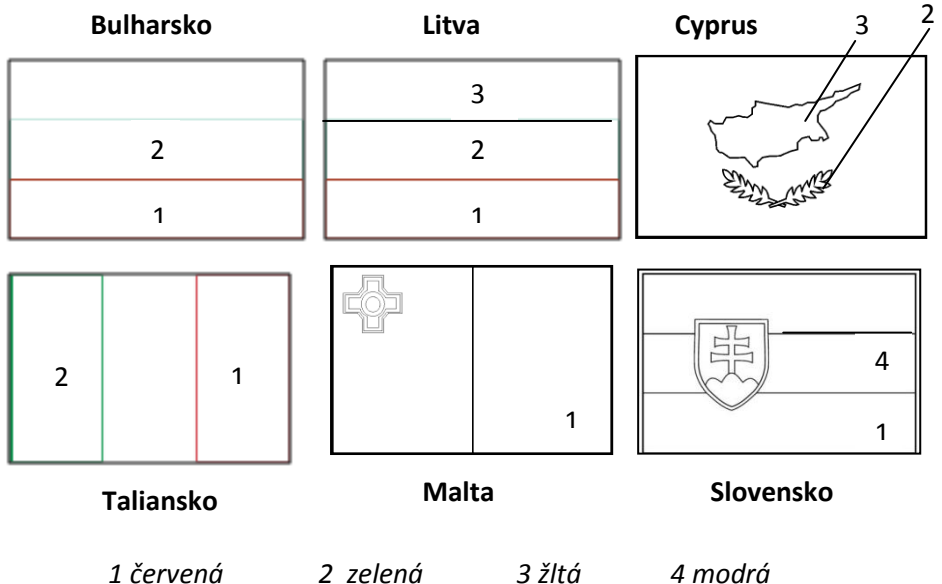 Bulharsko Litva Cyprus 3 2
3
2 2
1 1
2 1 1 4
1
Taliansko Malta Slovensko
1 červená 2 zelená 3 žltá 4 modrá